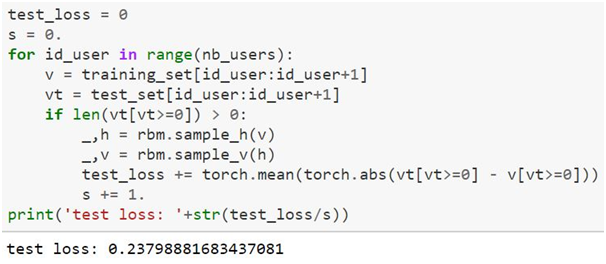 test_loss = 0
s = 0.
for id_user in range(nb_users):
    v = training_set[id_user:id_user+1]
    vt = test_set[id_user:id_user+1]
    if len(vt[vt>=0]) > 0:
        _,h = rbm.sample_h(v)
        _,v = rbm.sample_v(h)
        test_loss += torch.mean(torch.abs(vt[vt>=0] - v[vt>=0]))
        s += 1.
print('test loss: '+str(test_loss/s))
test loss: 0.23798881683437081